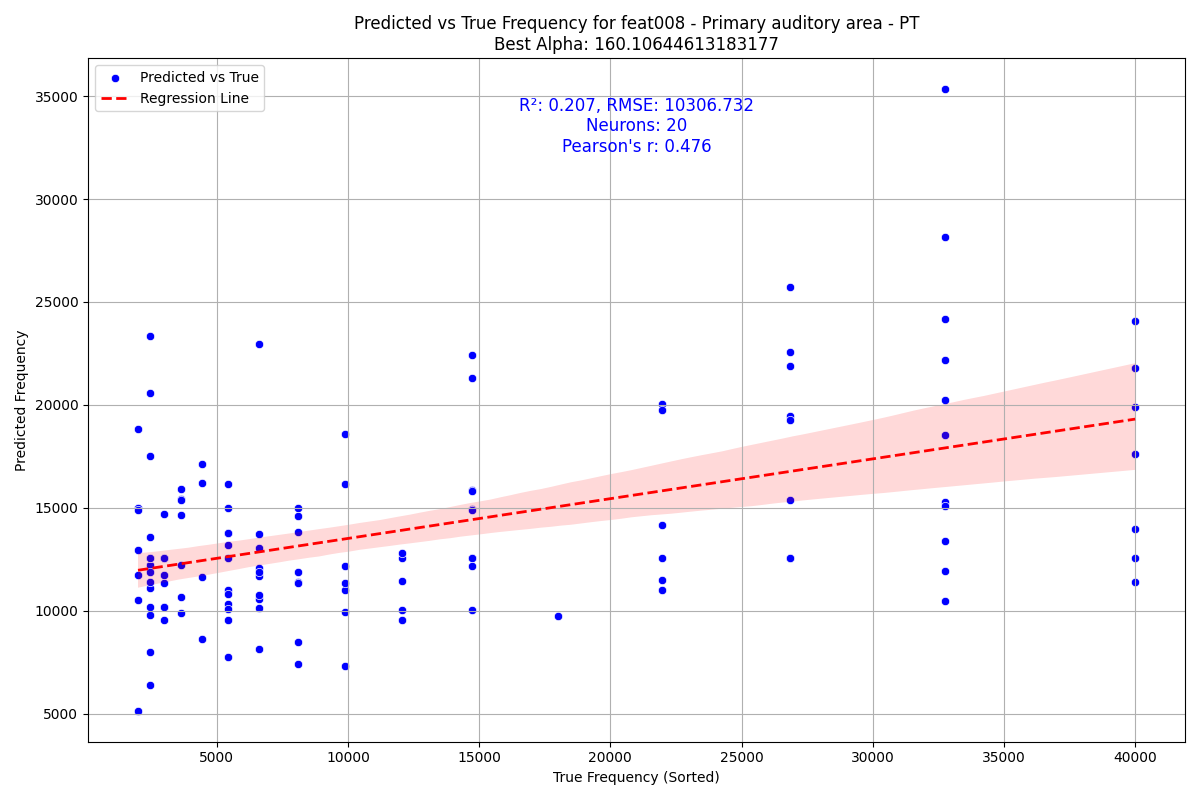 Predicted vs True Frequency for feat008 - Primary auditory area - PT
Best Alpha: 160.10644613183177
Predicted vs True
Regression Line
R²: 0.207, RMSE: 10306.732
Neurons: 20
Pearson's r: 0.476
35000
30000
25000
20000
15000
10000
5000
Predicted Frequency
5000 10000 15000 20000 25000 30000 35000 40000
True Frequency (Sorted)